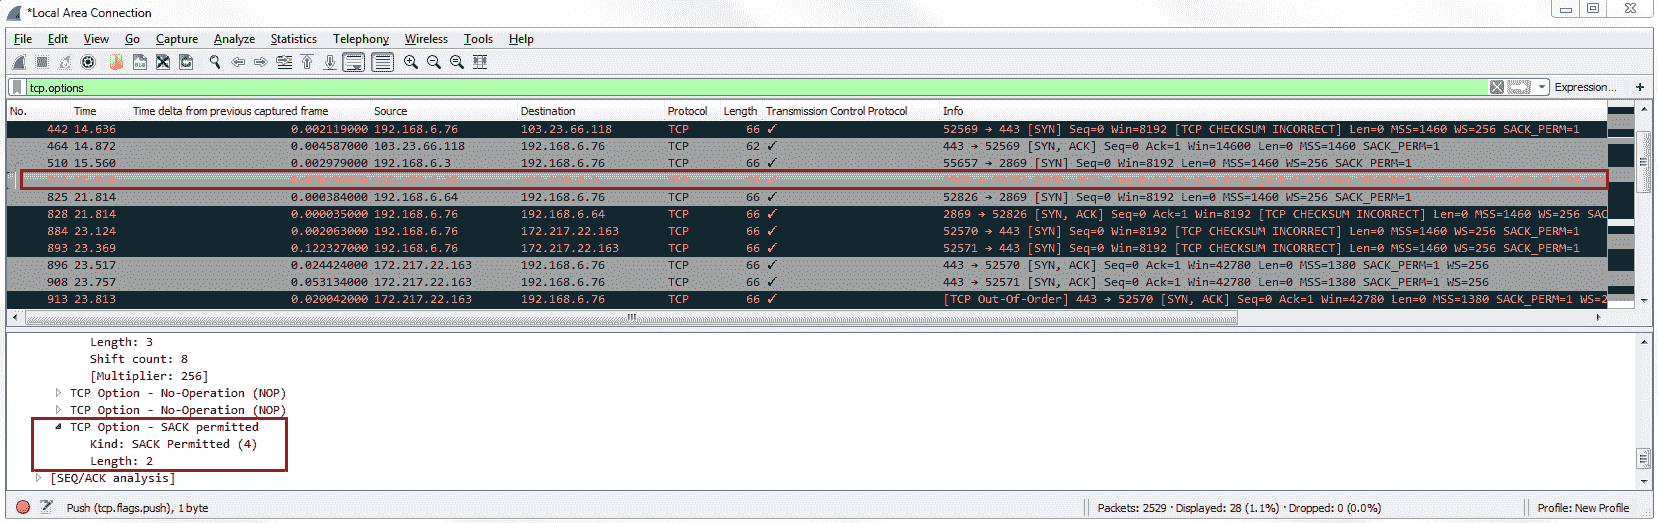 *Local Area Connection
File Edit View Go Capture Analyze Statistics Telephony Wireless Tools Help
tcp.options Expression... +
No. Time Time delta from previous captured frame Source Destination Protocol Length Transmission Control Protocol Info
442 14.636 0.002119000 192.168.6.76 103.23.66.118 TCP 66 ✓ 52569 → 443 [SYN] Seq=0 Win=8192 [TCP CHECKSUM INCORRECT] Len=0 MSS=1460 WS=256 SACK_PERM=1
464 14.872 0.004587000 103.23.66.118 192.168.6.76 TCP 62 ✓ 443 → 52569 [SYN, ACK] Seq=0 Ack=1 Win=14600 Len=0 MSS=1460 SACK_PERM=1
510 15.560 0.002979000 192.168.6.3 192.168.6.76 TCP 66 ✓ 55657 → 2869 [SYN] Seq=0 Win=8192 Len=0 MSS=1460 WS=256 SACK_PERM=1
825 21.814 0.000384000 192.168.6.64 192.168.6.76 TCP 66 ✓ 52826 → 2869 [SYN] Seq=0 Win=8192 Len=0 MSS=1460 WS=256 SACK_PERM=1
828 21.814 0.000035000 192.168.6.76 192.168.6.64 TCP 66 ✓ 2869 → 52826 [SYN, ACK] Seq=0 Ack=1 Win=8192 [TCP CHECKSUM INCORRECT] Len=0 MSS=1460 WS=256 SAC
884 23.124 0.002063000 192.168.6.76 172.217.22.163 TCP 66 ✓ 52570 → 443 [SYN] Seq=0 Win=8192 [TCP CHECKSUM INCORRECT] Len=0 MSS=1460 WS=256 SACK_PERM=1
893 23.369 0.122327000 192.168.6.76 172.217.22.163 TCP 66 ✓ 52571 → 443 [SYN] Seq=0 Win=8192 [TCP CHECKSUM INCORRECT] Len=0 MSS=1460 WS=256 SACK_PERM=1
896 23.517 0.024424000 172.217.22.163 192.168.6.76 TCP 66 ✓ 443 → 52570 [SYN, ACK] Seq=0 Ack=1 Win=42780 Len=0 MSS=1380 SACK_PERM=1 WS=256
908 23.757 0.053134000 172.217.22.163 192.168.6.76 TCP 66 ✓ 443 → 52571 [SYN, ACK] Seq=0 Ack=1 Win=42780 Len=0 MSS=1380 SACK_PERM=1 WS=256
913 23.813 0.020042000 172.217.22.163 192.168.6.76 TCP 66 ✓ [TCP Out-Of-Order] 443 → 52570 [SYN, ACK] Seq=0 Ack=1 Win=42780 Len=0 MSS=1380 SACK_PERM=1 WS=2
Length: 3
Shift count: 8
[Multiplier: 256]
TCP Option - No-Operation (NOP)
TCP Option - No-Operation (NOP)
TCP Option - SACK permitted
Kind: SACK Permitted (4)
Length: 2
[SEQ/ACK analysis]
Push (tcp.flags.push), 1 byte Packets: 2529 · Displayed: 28 (1.1%) · Dropped: 0 (0.0%) Profile: New Profile